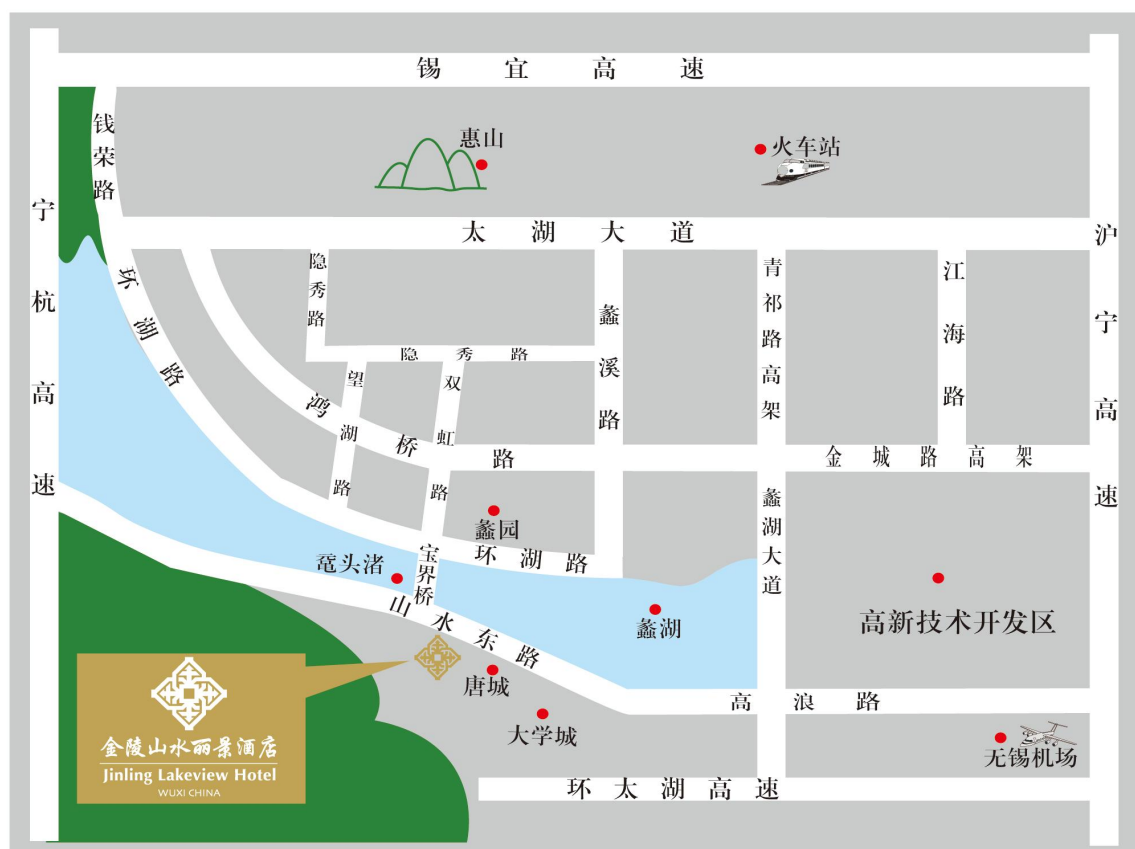 锡宜高速
钱荣路
惠山
火车站
宁杭高速
太湖大道
沪宁高速
环湖路
隐秀路
蠡溪路
青祁路高架
江海路
隐秀路
望湖路
双虹路
鸿桥路
金城路高架
蠡湖大道
蠡园
环湖路
宝界桥
鼋头渚
山水东路
蠡湖
高新技术开发区
唐城
大学城
高浪路
无锡机场
环太湖高速
金陵山水丽景酒店
Jinling Lakeview Hotel
WUXI CHINA